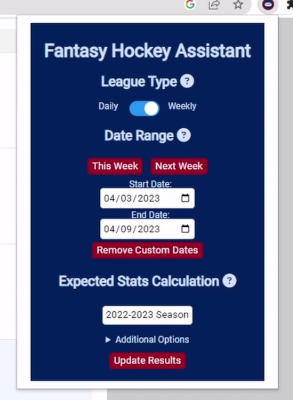 Fantasy Hockey Assistant
League Type ?
Daily Weekly
Date Range ?
This Week Next Week
Start Date:
04/03/2023
End Date:
04/09/2023
Remove Custom Dates
Expected Stats Calculation ?
2022-2023 Season
▶ Additional Options
Update Results